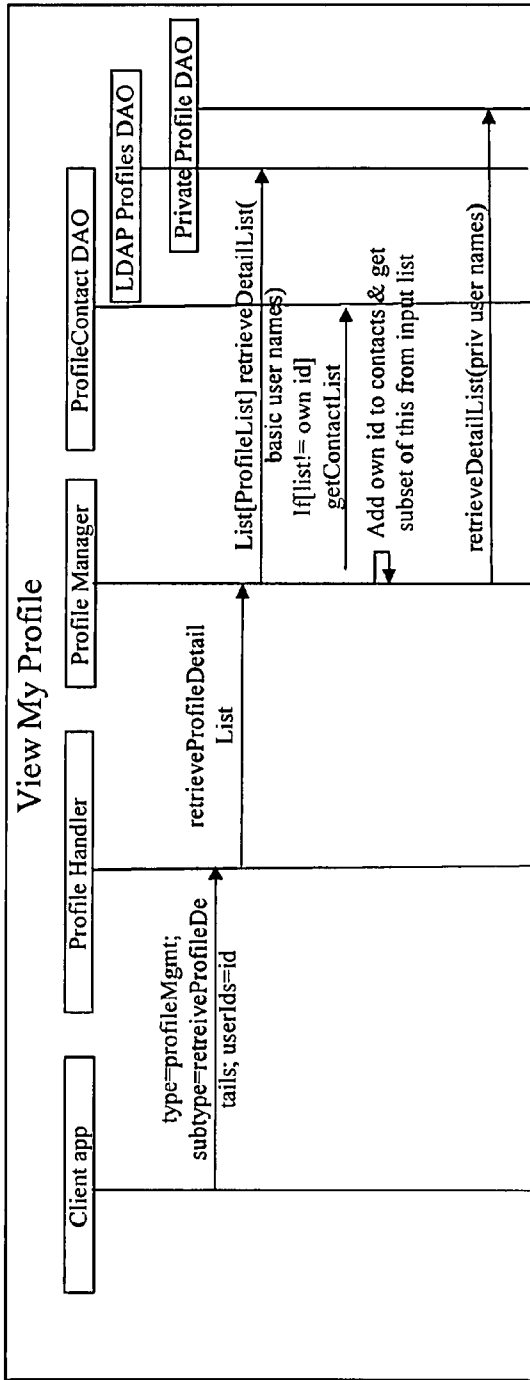 View My Profile
Client app
Profile Handler
Profile Manager
ProfileContact DAO
LDAP Profiles DAO
Private Profile DAO
type=profileMgmt;
subtype=retreiveProfileDe
tails; userIds=id
retrieveProfileDetail
List
List[ProfileList] retrieveDetailList(
basic user names)
If[list!= own id]
getContactList
Add own id to contacts & get
subset of this from input list
retrieveDetailList(priv user names)